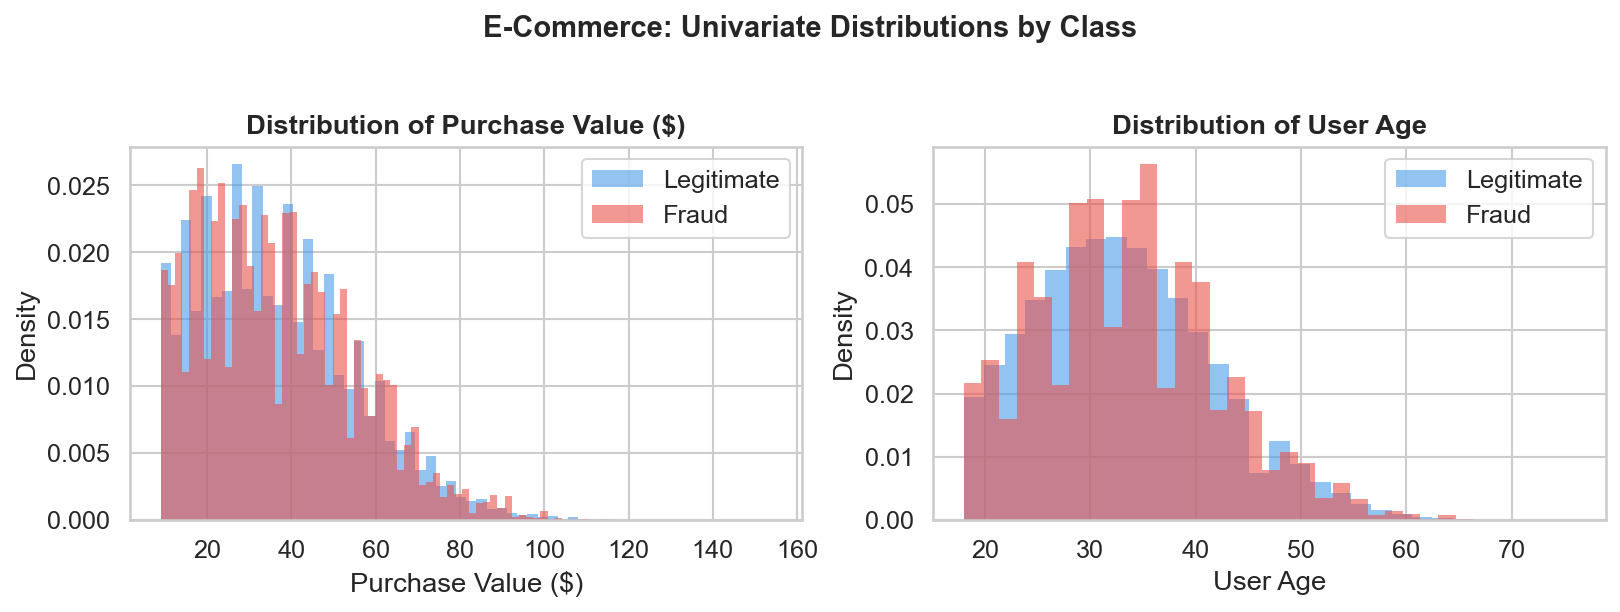 E-Commerce: Univariate Distributions by Class
Distribution of Purchase Value ($)
Legitimate
Fraud
Density
0.025
0.020
0.015
0.010
0.005
0.000
20 40 60 80 100 120 140 160
Purchase Value ($)
Distribution of User Age
Legitimate
Fraud
Density
0.05
0.04
0.03
0.02
0.01
0.00
20 30 40 50 60 70
User Age